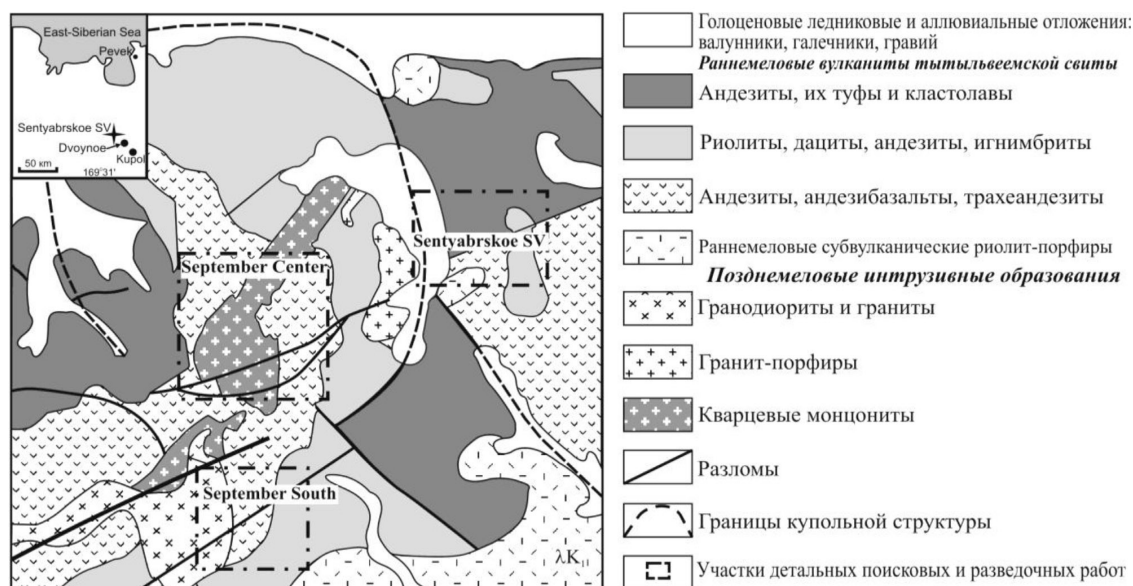 East-Siberian Sea
Pevek
Sentyabrskoe SV
Dvoynoe
Kupol
50 km
169°31'
Sentyabrskoe SV
September Center
September South
λK
Голоценовые ледниковые и аллювиальные отложения:
валунники, галечники, гравий
Раннемеловые вулканиты тытыльвеемской свиты
Андезиты, их туфы и кластолавы
Риолиты, дациты, андезиты, игнимбриты
Андезиты, андезибазальты, трахеандезиты
Раннемеловые субвулканические риолит-порфиры
Позднемеловые интрузивные образования
Гранодиориты и граниты
Гранит-порфиры
Кварцевые монцониты
Разломы
Границы купольной структуры
Участки детальных поисковых и разведочных работ